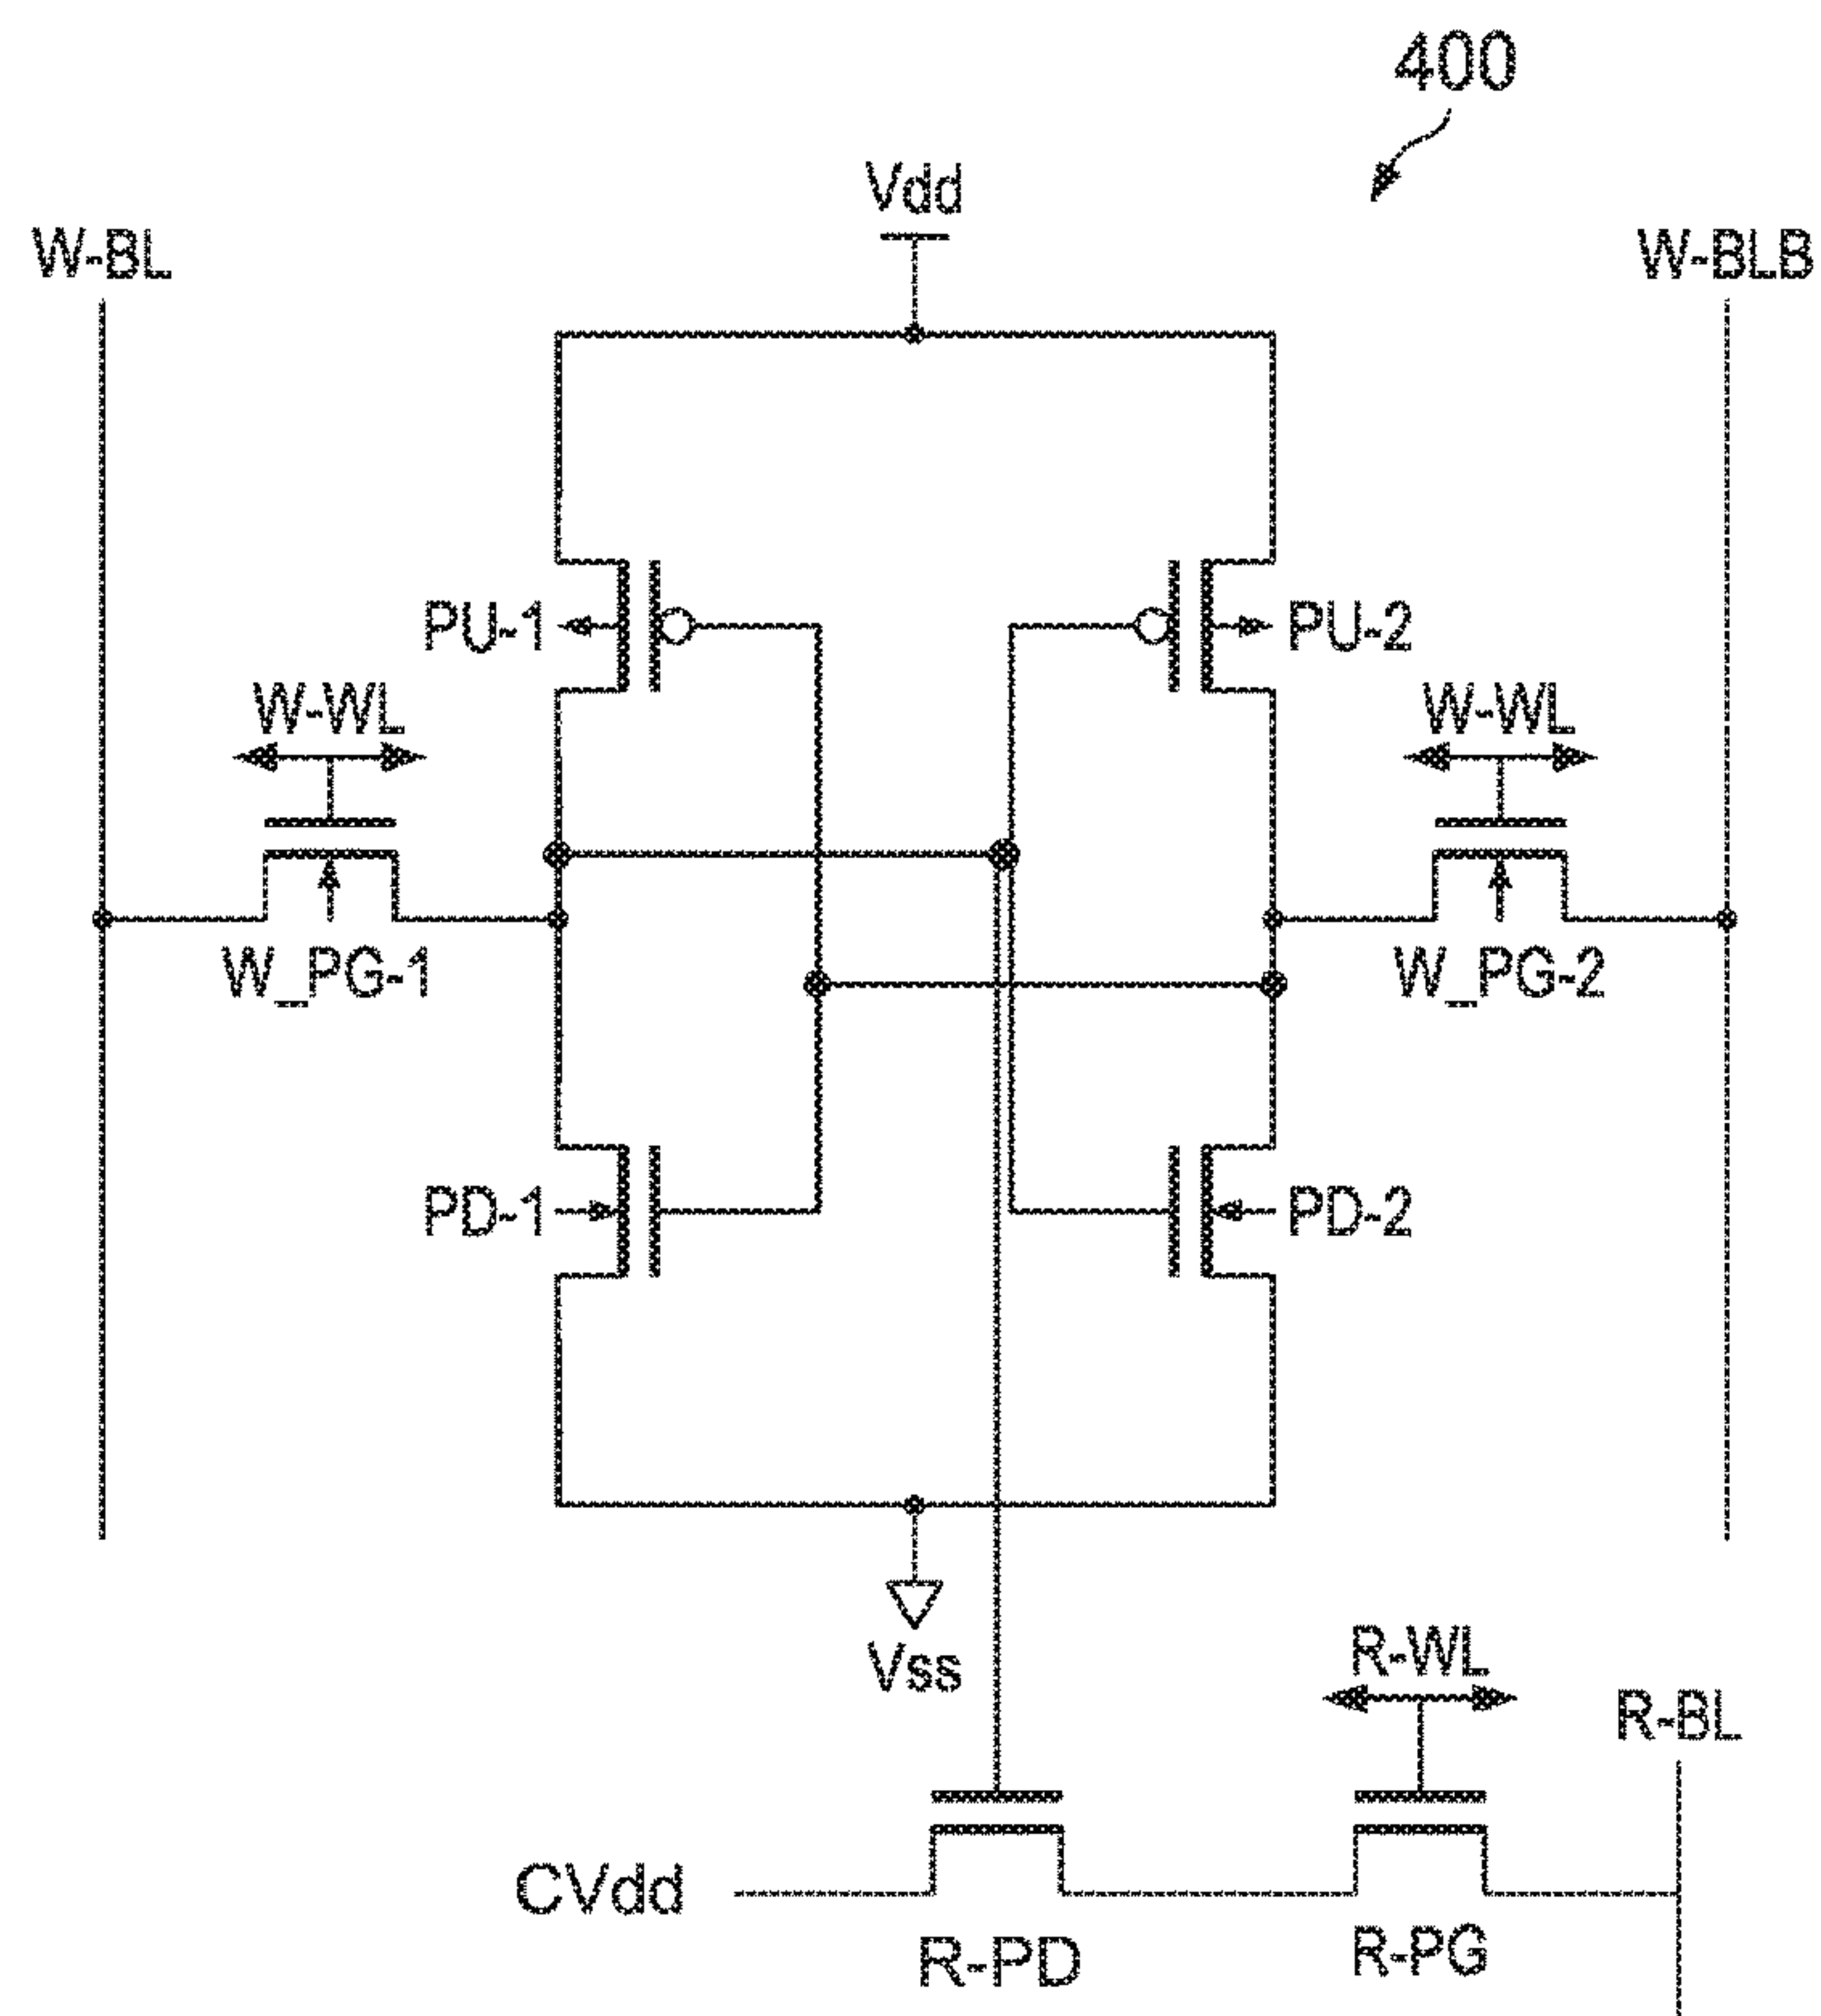 400
Vdd
W-BL
W-BLB
PU-1
PU-2
W-WL
W-WL
W_PG-1
W_PG-2
PD-1
PD-2
Vss
R-WL
R-BL
CVdd
R-PD
R-PG